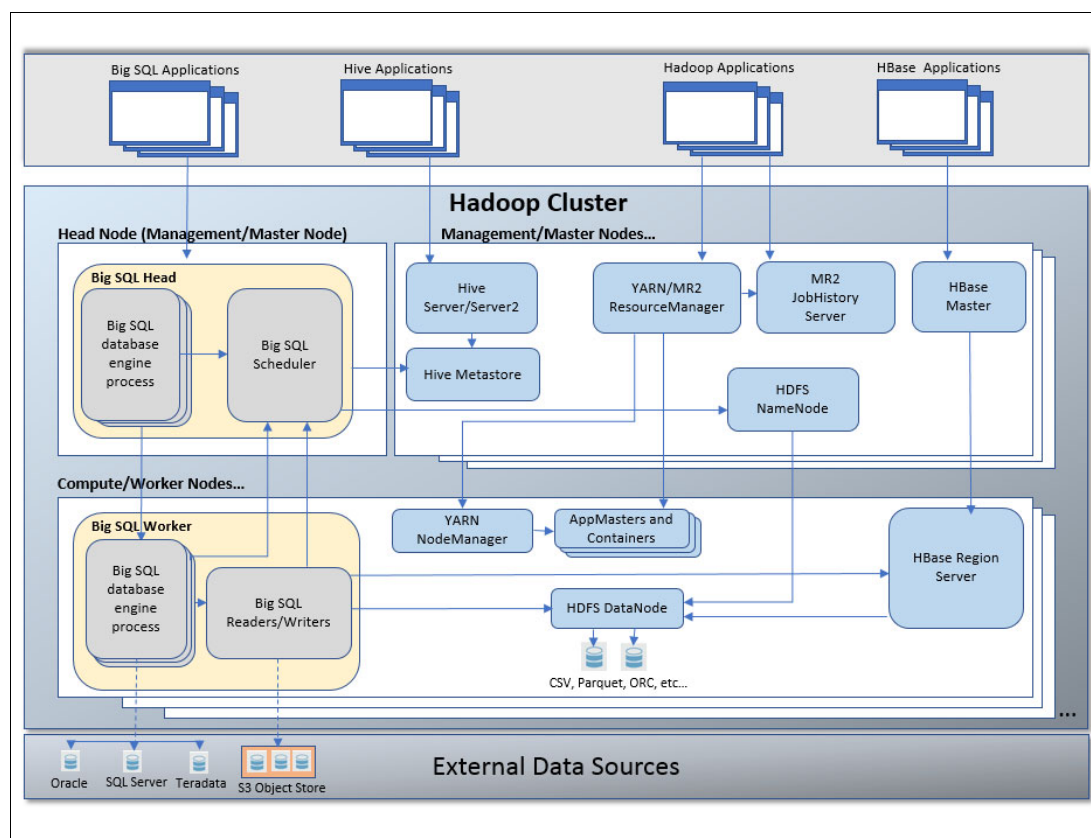 Big SQL Applications
Hive Applications
Hadoop Applications
HBase Applications
Hadoop Cluster
Head Node (Management/Master Node)
Management/Master Nodes...
Big SQL Head
Big SQL
database
engine
process
Big SQL
Scheduler
Hive
Server/Server2
Hive Metastore
YARN/MR2
ResourceManager
MR2
JobHistory
Server
HBase
Master
HDFS
NameNode
Compute/Worker Nodes...
Big SQL Worker
Big SQL
database
engine
process
Big SQL
Readers/Writers
YARN
NodeManager
AppMasters and
Containers
HDFS DataNode
HBase Region
Server
CSV, Parquet, ORC, etc...
...
Oracle
SQL Server
Teradata
S3 Object Store
External Data Sources